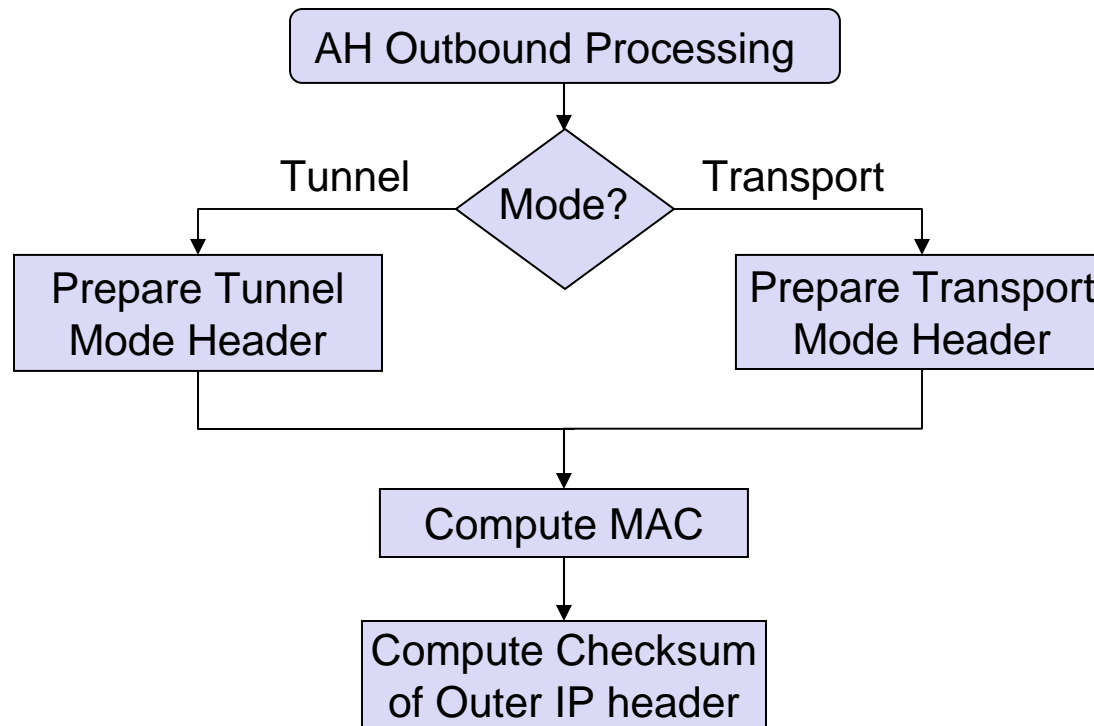 AH Outbound Processing
Tunnel
Mode?
Transport
Prepare Tunnel
Mode Header
Prepare Transport
Mode Header
Compute MAC
Compute Checksum
of Outer IP header